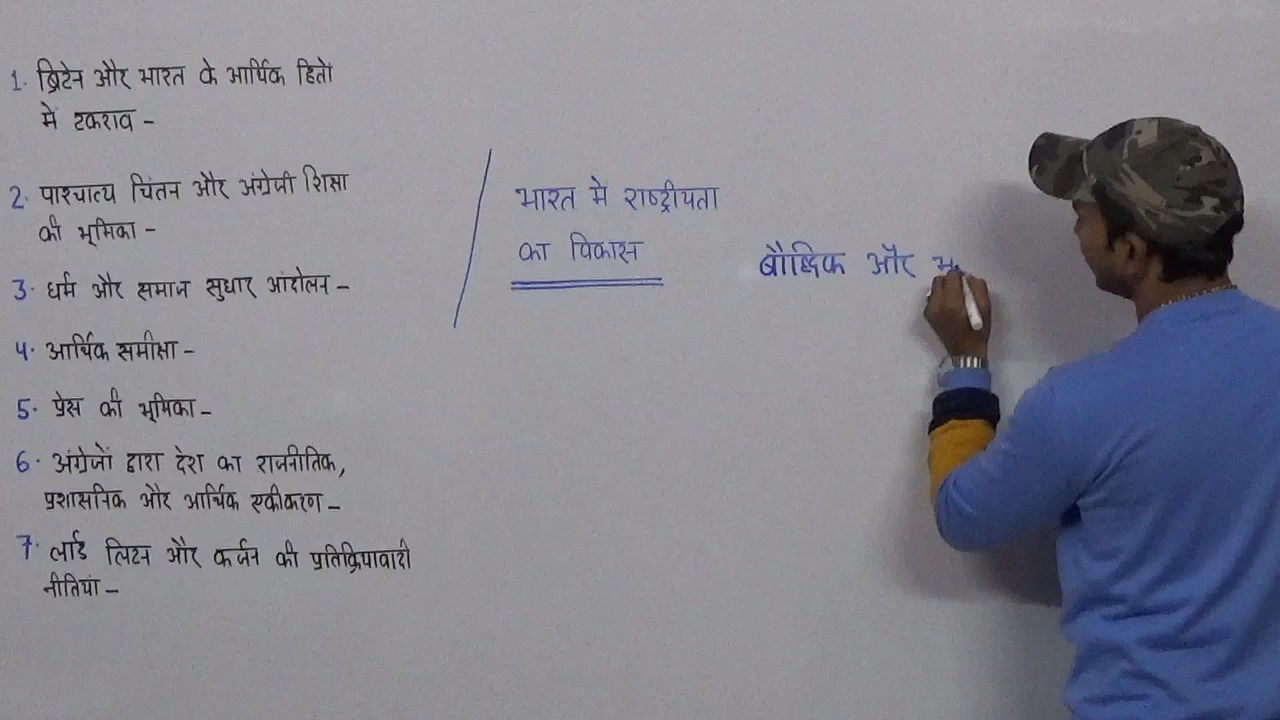 1. ब्रिटेन और भारत के आर्थिक हितों
में टकराव -
2. पाश्चात्य चिंतन और अंग्रेजी शिक्षा
की भूमिका -
3. धर्म और समाज सुधार आंदोलन -
4. आर्थिक समीक्षा -
5. प्रेस की भूमिका -
6. अंग्रेजों द्वारा देश का राजनीतिक,
प्रशासनिक और आर्थिक एकीकरण -
7. लार्ड लिटन और कर्जन की प्रतिक्रियावादी
नीतियां -
भारत में राष्ट्रीयता
का विकास
बौद्धिक और